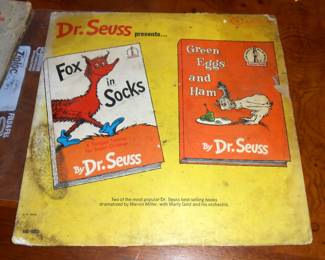 Dr. Seuss presents...
Fox
in
Socks
By Dr. Seuss
Green
Eggs
and
Ham
By Dr. Seuss
Two of the most popular Dr. Seuss best selling books
dramatized by Marvin Miller, with Marty Gold and his orchestra.